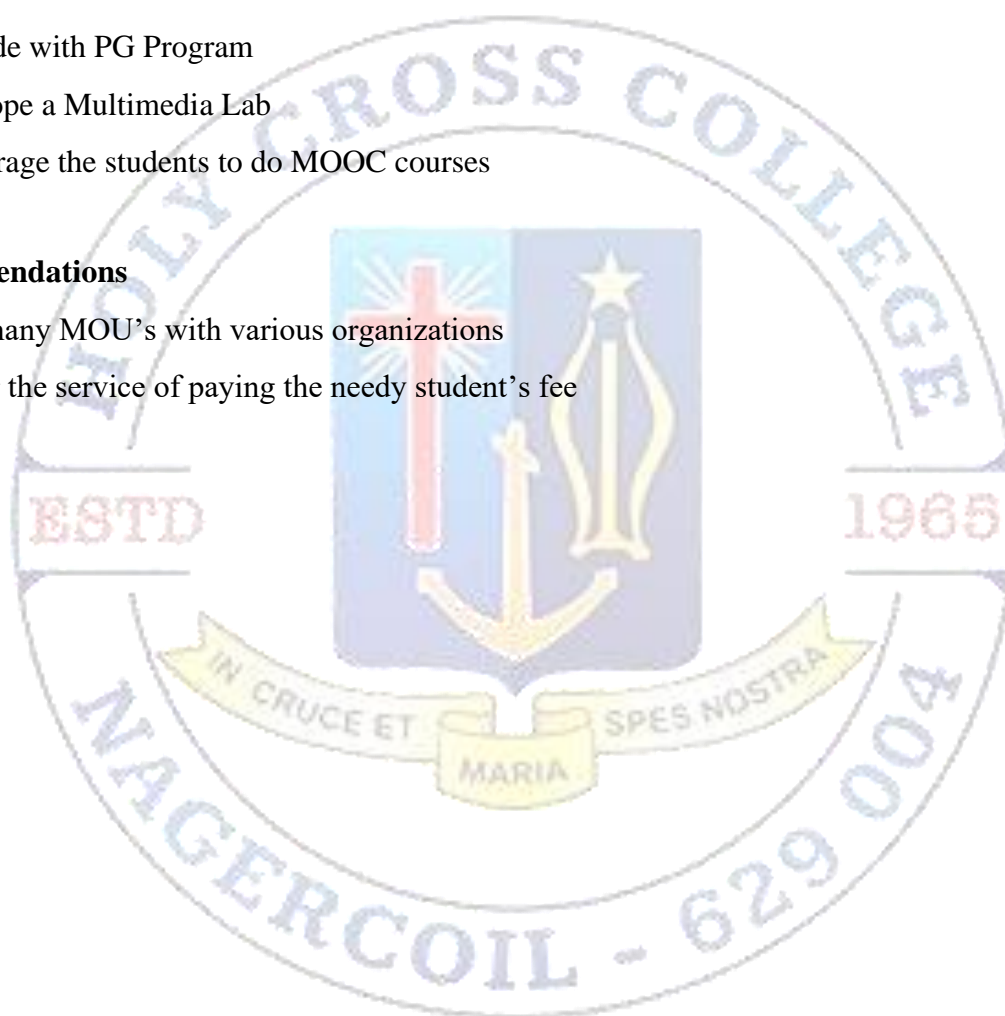 de with PG Program
ope a Multimedia Lab
rage the students to do MOOC courses
endations
many MOU’s with various organizations
the service of paying the needy student’s fee
HOLY CROSS COLLEGE
ESTD 1965
IN CRUCE ET MARIA SPES NOSTRA
NAGERCOIL - 629 004